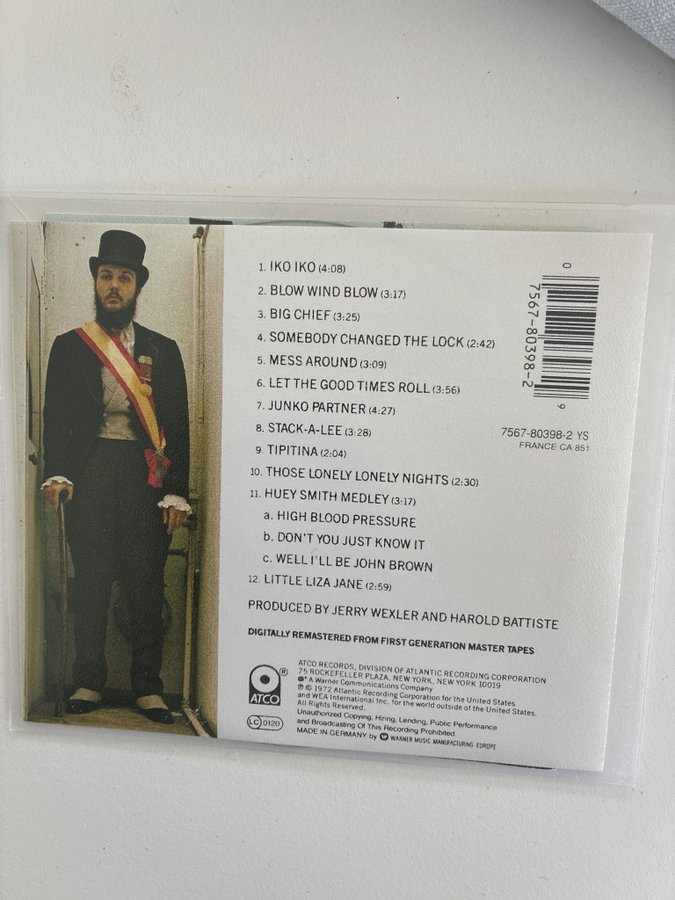 1. IKO IKO (4:08)
2. BLOW WIND BLOW (3:17)
3. BIG CHIEF (3:25)
4. SOMEBODY CHANGED THE LOCK (2:42)
5. MESS AROUND (3:09)
6. LET THE GOOD TIMES ROLL (3:56)
7. JUNKO PARTNER (4:27)
8. STACK-A-LEE (3:28)
9. TIPITINA (2:04)
10. THOSE LONELY LONELY NIGHTS (2:30)
11. HUEY SMITH MEDLEY (3:17)
a. HIGH BLOOD PRESSURE
b. DON'T YOU JUST KNOW IT
c. WELL I'LL BE JOHN BROWN
12. LITTLE LIZA JANE (2:59)
0
7567-80398-2
9
7567-80398-2 YS
FRANCE CA 851
PRODUCED BY JERRY WEXLER AND HAROLD BATTISTE
DIGITALLY REMASTERED FROM FIRST GENERATION MASTER TAPES
ATCO
®
LC 0120
ATCO RECORDS, DIVISION OF ATLANTIC RECORDING CORPORATION
75 ROCKEFELLER PLAZA, NEW YORK, NEW YORK 10019
A Warner Communications Company
℗ © 1972 Atlantic Recording Corporation for the United States
and WEA International Inc. for the world outside of the United States.
All Rights Reserved.
Unauthorized Copying, Hiring, Lending, Public Performance
and Broadcasting Of This Recording Prohibited.
MADE IN GERMANY by WARNER MUSIC MANUFACTURING EUROPE